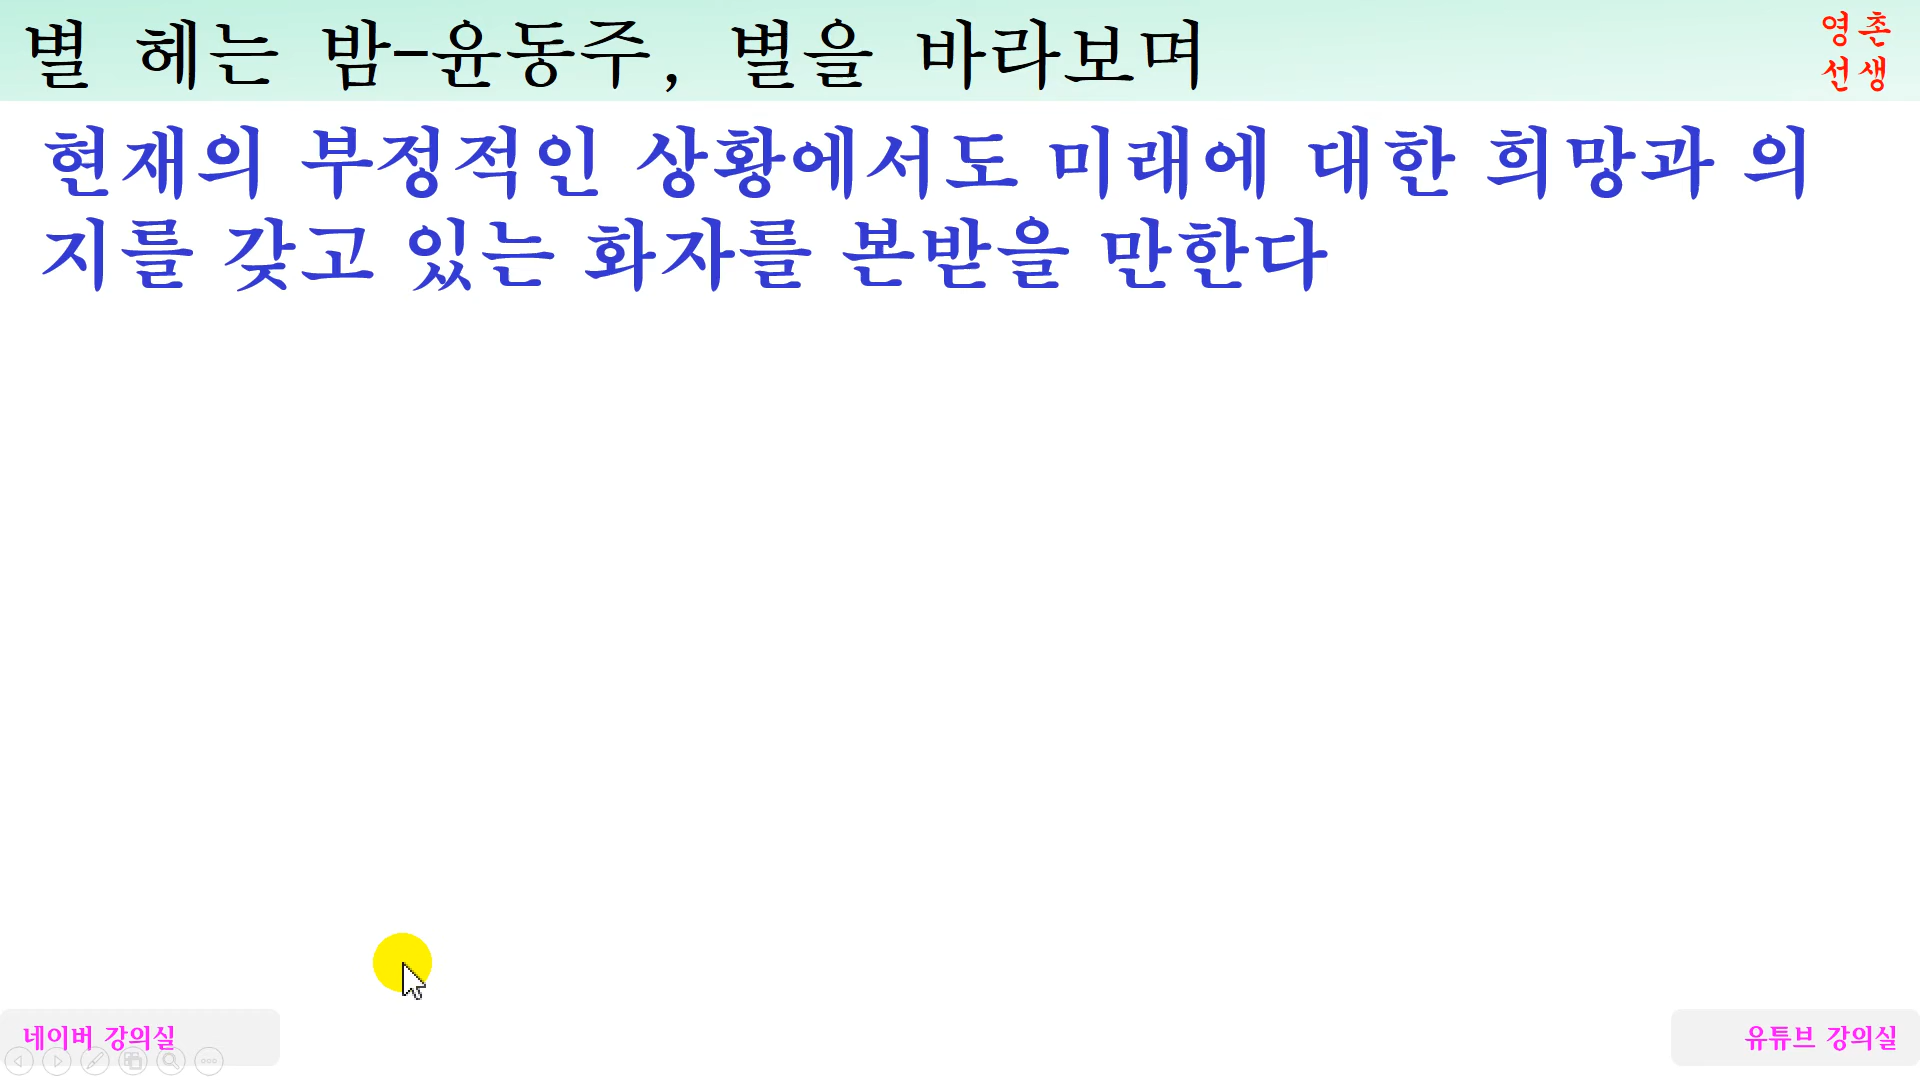 별 헤는 밤-윤동주, 별을 바라보며
영촌
선생
현재의 부정적인 상황에서도 미래에 대한 희망과 의
지를 갖고 있는 화자를 본받을 만한다
네이버 강의실
유튜브 강의실